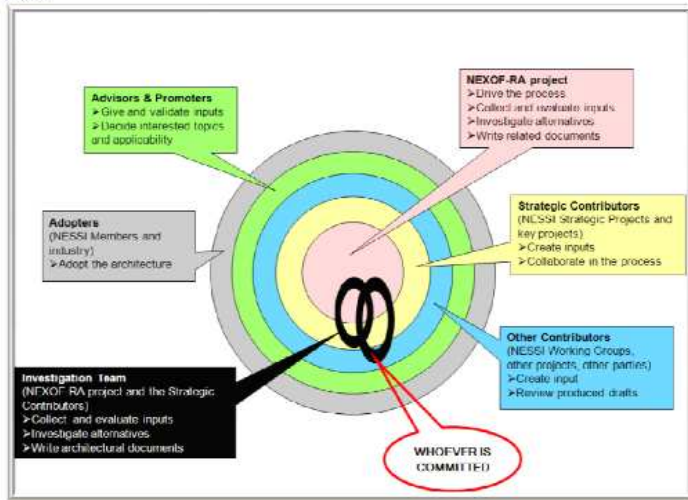 NEXOF-RA project
➢Drive the process
➢Collect and evaluate inputs
➢Investigate alternatives
➢Write related documents
Advisors & Promoters
➢Give and validate inputs
➢Decide interested topics
and applicability
Strategic Contributors
(NESSI Strategic Projects and
key projects)
➢Create inputs
➢Collaborate in the process
Adopters
(NESSI Members and
industry)
➢Adopt the architecture
Other Contributors
(NESSI Working Groups,
other projects, other parties)
➢Create input
➢Review produced drafts
Investigation Team
(NEXOF-RA project and the Strategic
Contributors)
➢Collect and evaluate inputs
➢Investigate alternatives
➢Write architectural documents
WHOEVER IS
COMMITTED